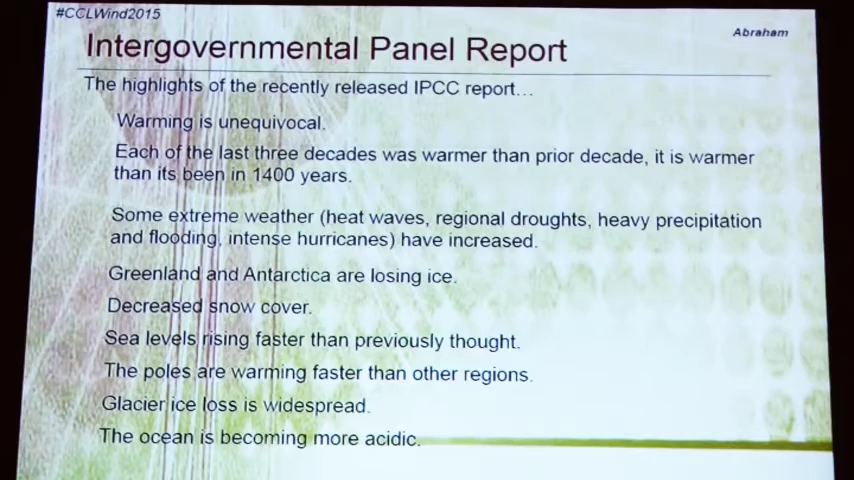 #CCLWind2015
Abraham
Intergovernmental Panel Report
The highlights of the recently released IPCC report…
Warming is unequivocal.
Each of the last three decades was warmer than prior decade, it is warmer
than its been in 1400 years.
Some extreme weather (heat waves, regional droughts, heavy precipitation
and flooding, intense hurricanes) have increased.
Greenland and Antarctica are losing ice.
Decreased snow cover.
Sea levels rising faster than previously thought.
The poles are warming faster than other regions.
Glacier ice loss is widespread.
The ocean is becoming more acidic.